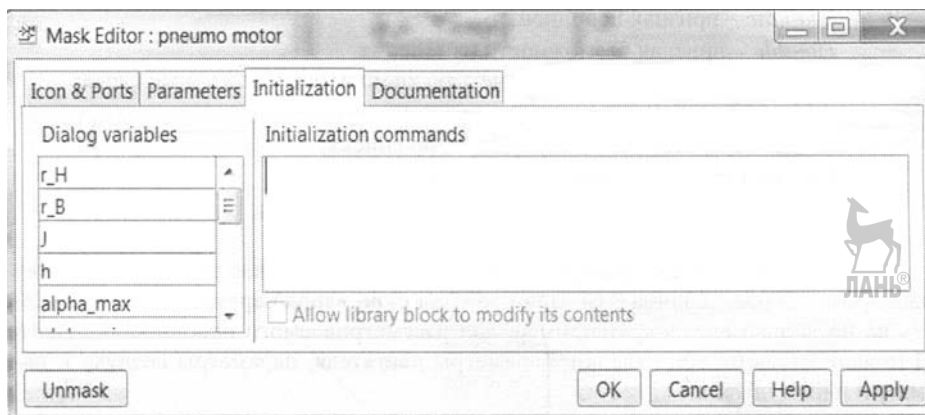 Mask Editor : pneumo motor
Icon & Ports Parameters Initialization Documentation
Dialog variables
r_H
r_B
J
h
alpha_max
Initialization commands
ЛАНЬ®
Allow library block to modify its contents
Unmask OK Cancel Help Apply